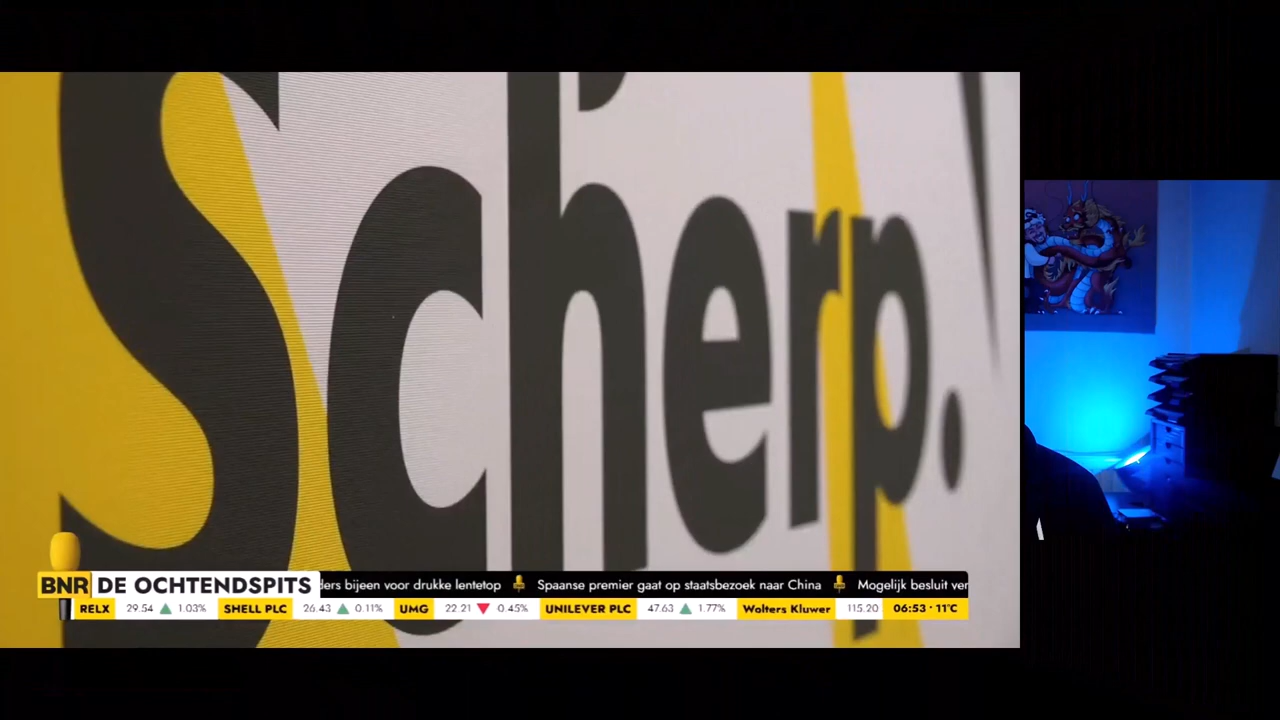 Scherp.
BNR DE OCHTENDSPITS
ders bijeen voor drukke lentetop Spaanse premier gaat op staatsbezoek naar China Mogelijk besluit ver
RELX 29.54 1.03% SHELL PLC 26.43 0.11% UMG 22.21 0.45% UNILEVER PLC 47.63 1.77% Wolters Kluwer 115.20 06:53 · 11°C